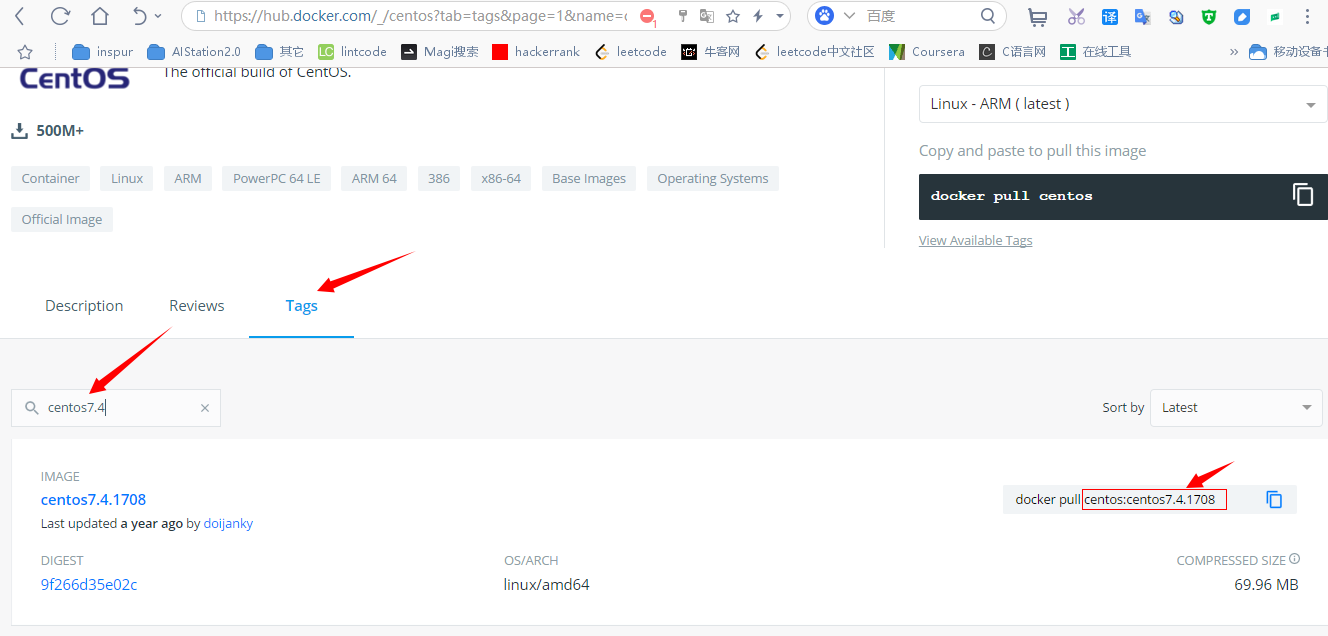 https://hub.docker.com/_/centos?tab=tags&page=1&name=c
1
百度
译
inspur
AIStation2.0
其它
LC lintcode
Magi搜索
hackerrank
leetcode
牛客网
leetcode中文社区
Coursera
C C语言网
工 在线工具
»
移动设备书
CentOS
The official build of CentOS.
500M+
Container
Linux
ARM
PowerPC 64 LE
ARM 64
386
x86-64
Base Images
Operating Systems
Official Image
Linux - ARM ( latest )
Copy and paste to pull this image
docker pull centos
View Available Tags
Description
Reviews
Tags
centos7.4
Sort by
Latest
IMAGE
centos7.4.1708
Last updated a year ago by doijanky
docker pull centos:centos7.4.1708
DIGEST
9f266d35e02c
OS/ARCH
linux/amd64
COMPRESSED SIZE
69.96 MB